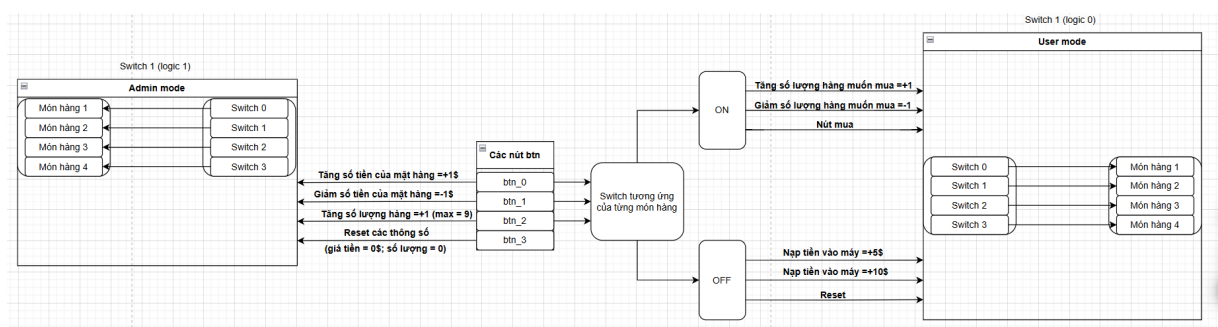 Switch 1 (logic 1)
Admin mode
Món hàng 1
Switch 0
Món hàng 2
Switch 1
Món hàng 3
Switch 2
Món hàng 4
Switch 3
Tăng số tiền của mặt hàng =+1$
Giảm số tiền của mặt hàng =-1$
Tăng số lượng hàng =+1 (max = 9)
Reset các thông số
(giá tiền = 0$; số lượng = 0)
Các nút btn
btn_0
btn_1
btn_2
btn_3
Switch tương ứng
của từng món hàng
ON
OFF
Tăng số lượng hàng muốn mua =+1
Giảm số lượng hàng muốn mua =-1
Nút mua
Nạp tiền vào máy =+5$
Nạp tiền vào máy =+10$
Reset
Switch 1 (logic 0)
User mode
Switch 0
Món hàng 1
Switch 1
Món hàng 2
Switch 2
Món hàng 3
Switch 3
Món hàng 4